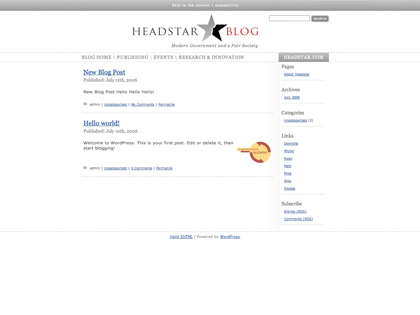 Skip to the content | Accessibility
HEADSTAR BLOG
Modern Government and a Fair Society
SEARCH
BLOG HOME \ PUBLISHING \ EVENTS \ RESEARCH & INNOVATION
HEADSTAR.COM
New Blog Post
Published: July 12th, 2006
New Blog Post Hello Hello Hello!
admin | Uncategorized | No Comments | Permalink
Hello world!
Published: July 10th, 2006
Welcome to WordPress. This is your first post. Edit or delete it, then
start blogging!
admin | Uncategorized | 3 Comments | Permalink
Pages
About Headstar
Archives
July 2006
Categories
Uncategorized (2)
Links
Donncha
Michel
Ryan
Matt
Mike
Alex
Dougal
Subscribe
Entries (RSS)
Comments (RSS)
Valid XHTML | Powered by WordPress.